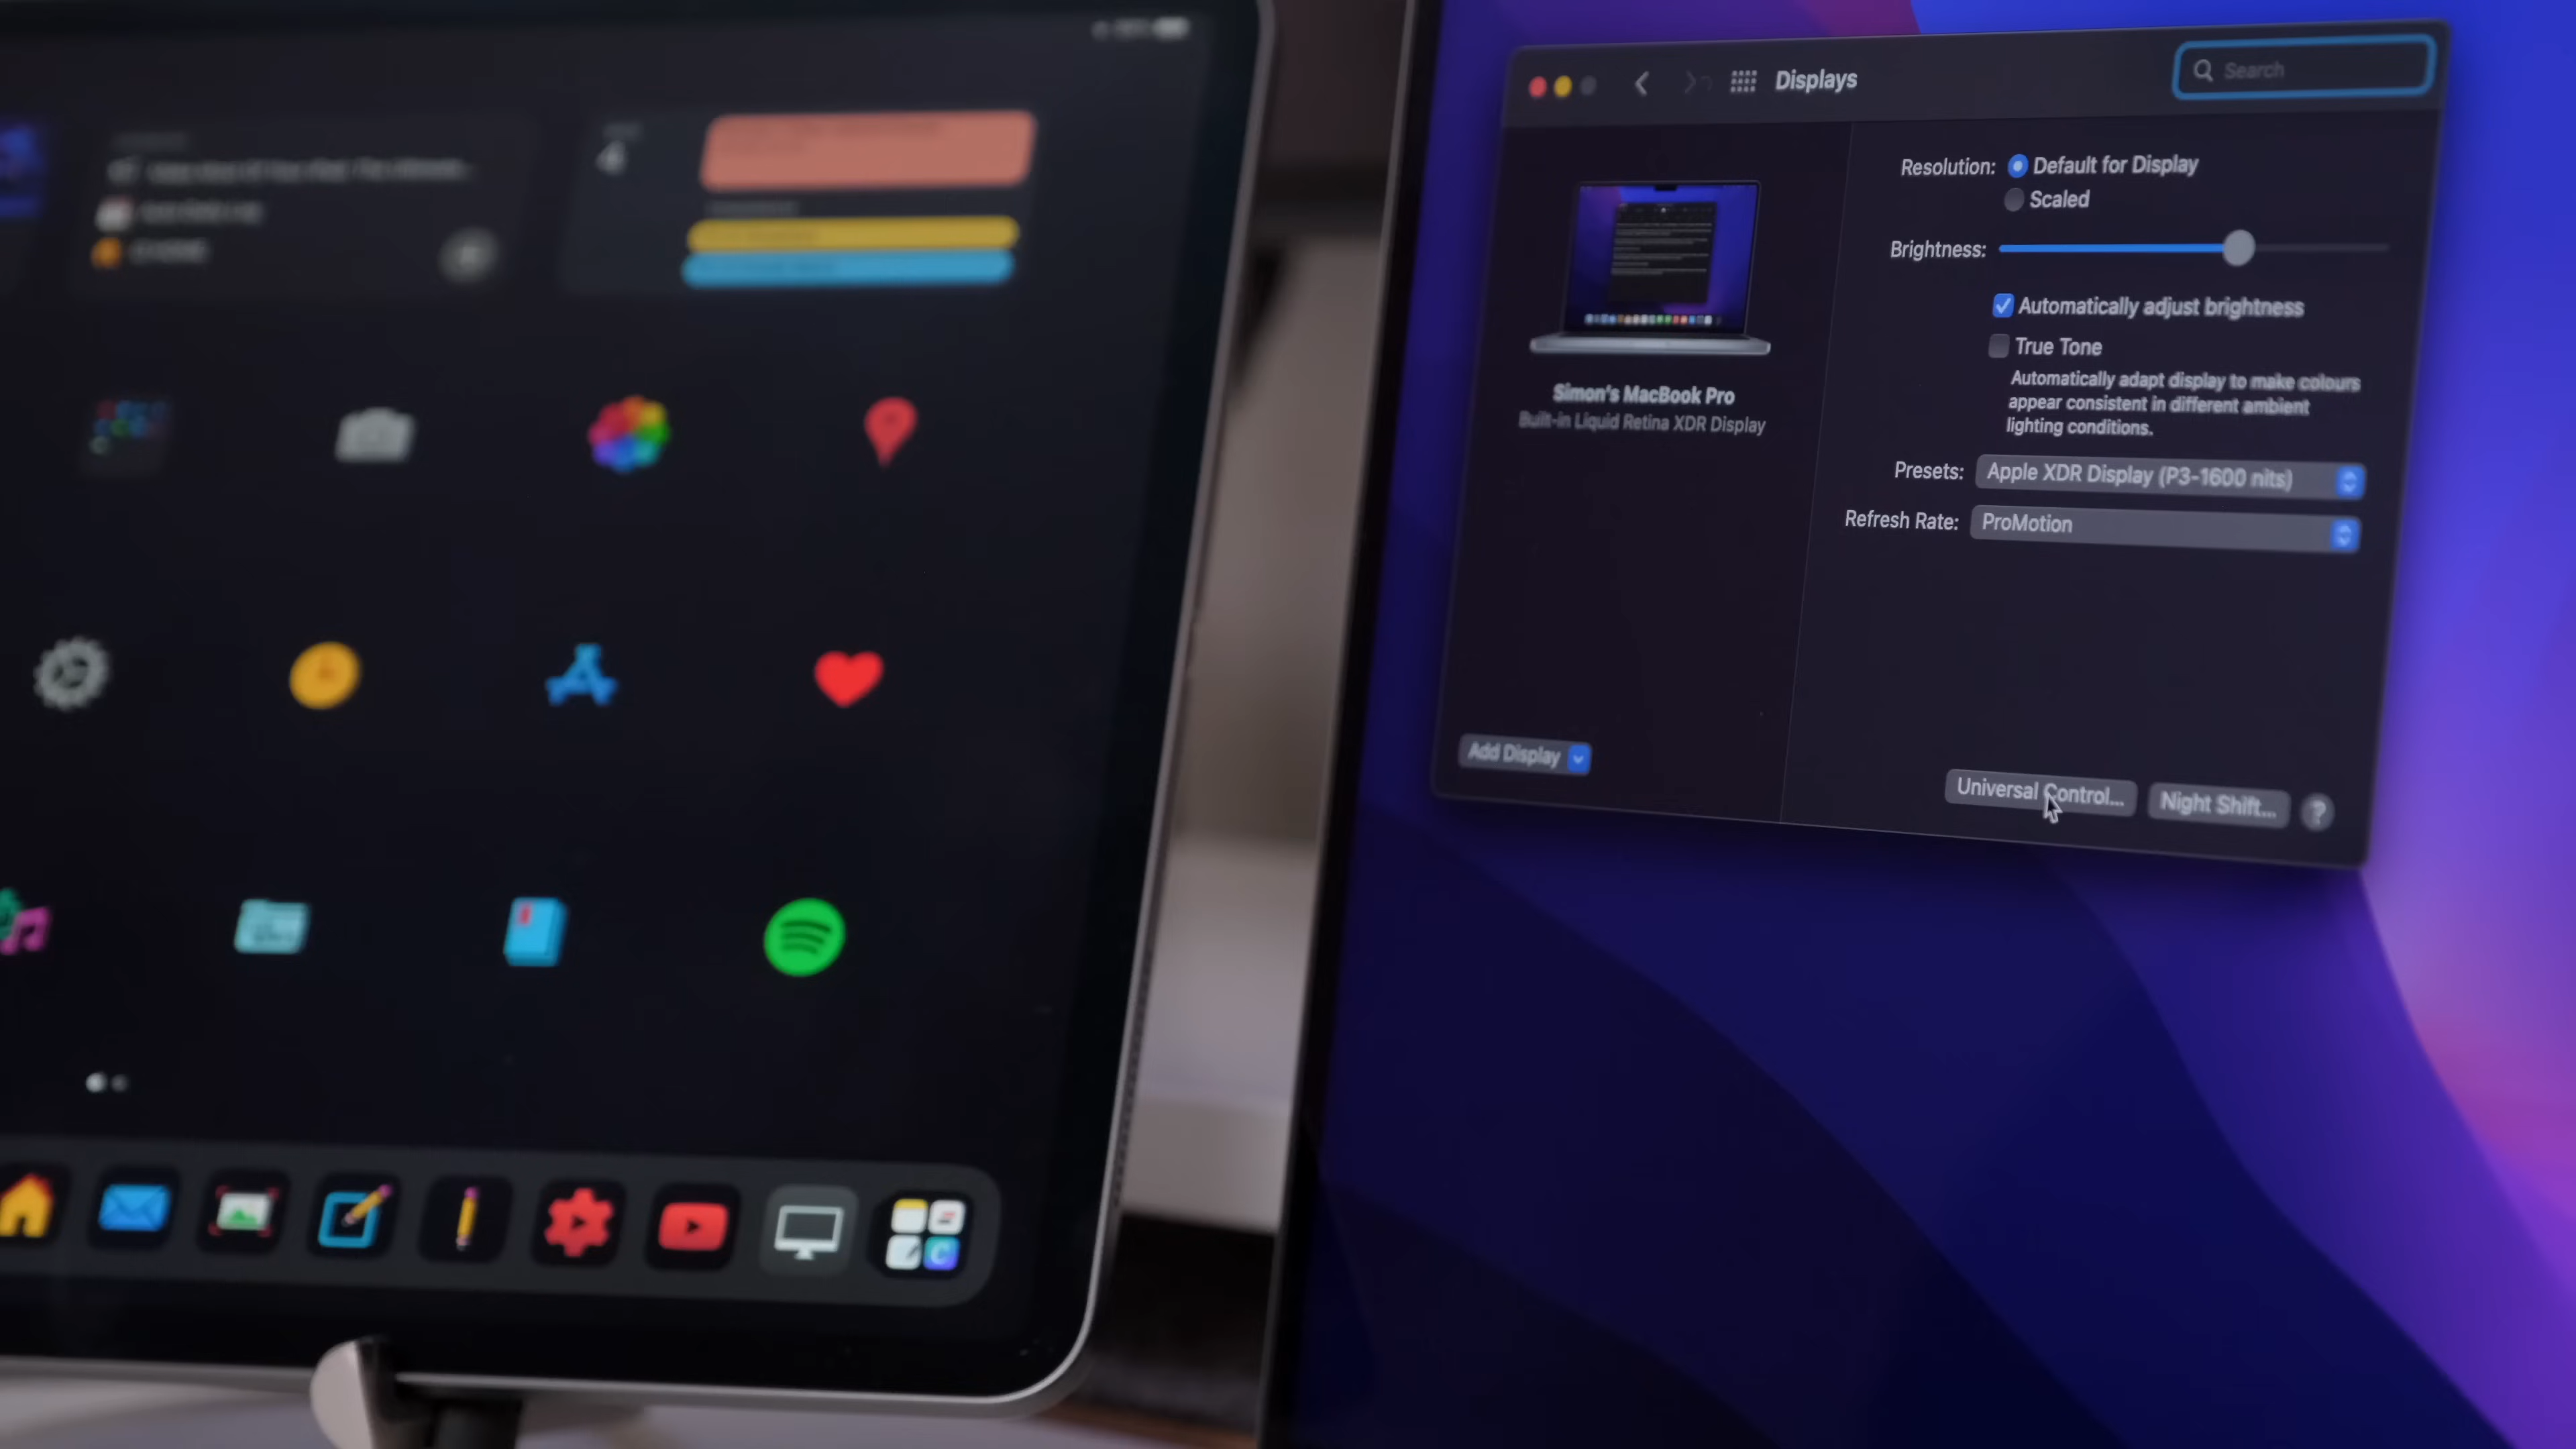 4
Displays
Search
Resolution: Default for Display
Scaled
Brightness:
Automatically adjust brightness
True Tone
Automatically adapt display to make colours
appear consistent in different ambient
lighting conditions.
Simon's MacBook Pro
Built-in Liquid Retina XDR Display
Presets: Apple XDR Display (P3-1600 nits)
Refresh Rate: ProMotion
Add Display
Universal Control...
Night Shift...
?